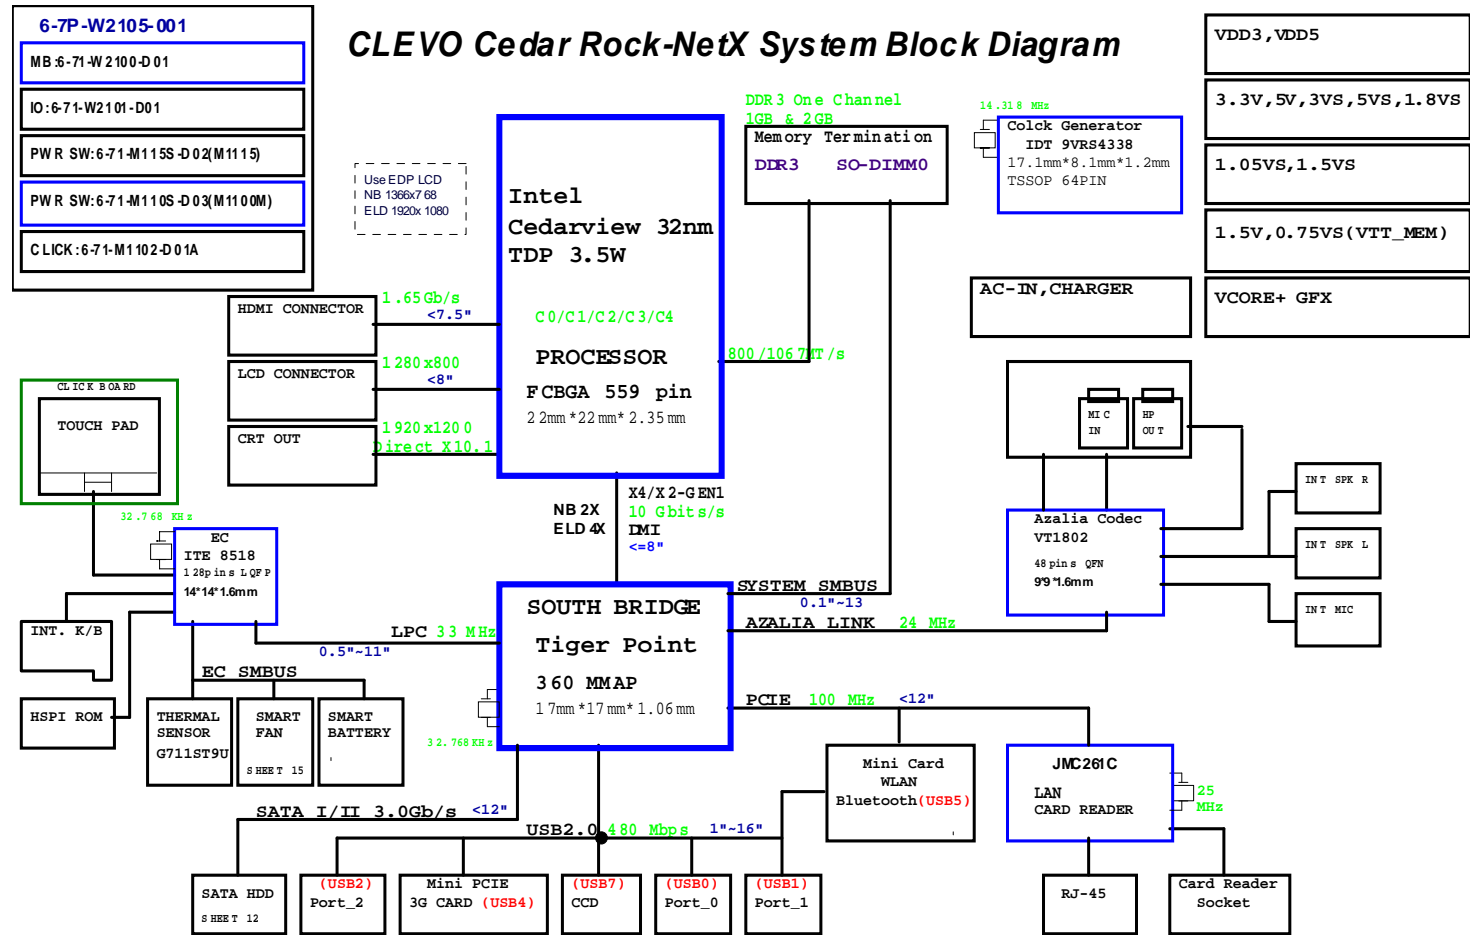 CLEVO Cedar Rock-NetX System Block Diagram
6-7P-W2105-001
MB:6-71-W2100-D01
IO:6-71-W2101-D01
PWR SW:6-71-M115S-D02(M1115)
PWR SW:6-71-M110S-D03(M1100M)
CLICK:6-71-M1102-D01A
Use EDP LCD
NB 1366x768
ELD 1920x1080
Intel
Cedarview 32nm
TDP 3.5W
C0/C1/C2/C3/C4
PROCESSOR
FCBGA 559 pin
22mm*22mm*2.35mm
DDR3 One Channel
1GB & 2GB
Memory Termination
DDR3 SO-DIMM0
800/1067MT/s
14.318 MHz
Colck Generator
IDT 9VRS4338
17.1mm*8.1mm*1.2mm
TSSOP 64PIN
VDD3,VDD5
3.3V,5V,3VS,5VS,1.8VS
1.05VS,1.5VS
1.5V,0.75VS(VTT_MEM)
VCORE+ GFX
AC-IN,CHARGER
HDMI CONNECTOR
1.65Gb/s
<7.5"
LCD CONNECTOR
1280x800
<8"
CRT OUT
1920x1200
Direct X10.1
CLICK BOARD
TOUCH PAD
32.768 KHz
EC
ITE 8518
128pins LQFP
14*14*1.6mm
INT. K/B
HSPI ROM
LPC 33 MHz
0.5"~11"
EC SMBUS
THERMAL
SENSOR
G711ST9U
SMART
FAN
SHEET 15
SMART
BATTERY
NB 2X
ELD 4X
X4/X2-GEN1
10 Gbits/s
DMI
<=8"
SOUTH BRIDGE
Tiger Point
360 MMAP
17mm*17mm*1.06mm
32.768KHz
SYSTEM SMBUS
0.1"~13
AZALIA LINK 24 MHz
PCIE 100 MHz <12"
MIC
IN
HP
OUT
Azalia Codec
VT1802
48 pins QFN
9*9*1.6mm
INT SPK R
INT SPK L
INT MIC
Mini Card
WLAN
Bluetooth(USB5)
JMC261C
LAN
CARD READER
25
MHz
RJ-45
Card Reader
Socket
SATA I/II 3.0Gb/s <12"
USB2.0 480 Mbps 1"~16"
SATA HDD
SHEET 12
(USB2)
Port_2
Mini PCIE
3G CARD (USB4)
(USB7)
CCD
(USB0)
Port_0
(USB1)
Port_1